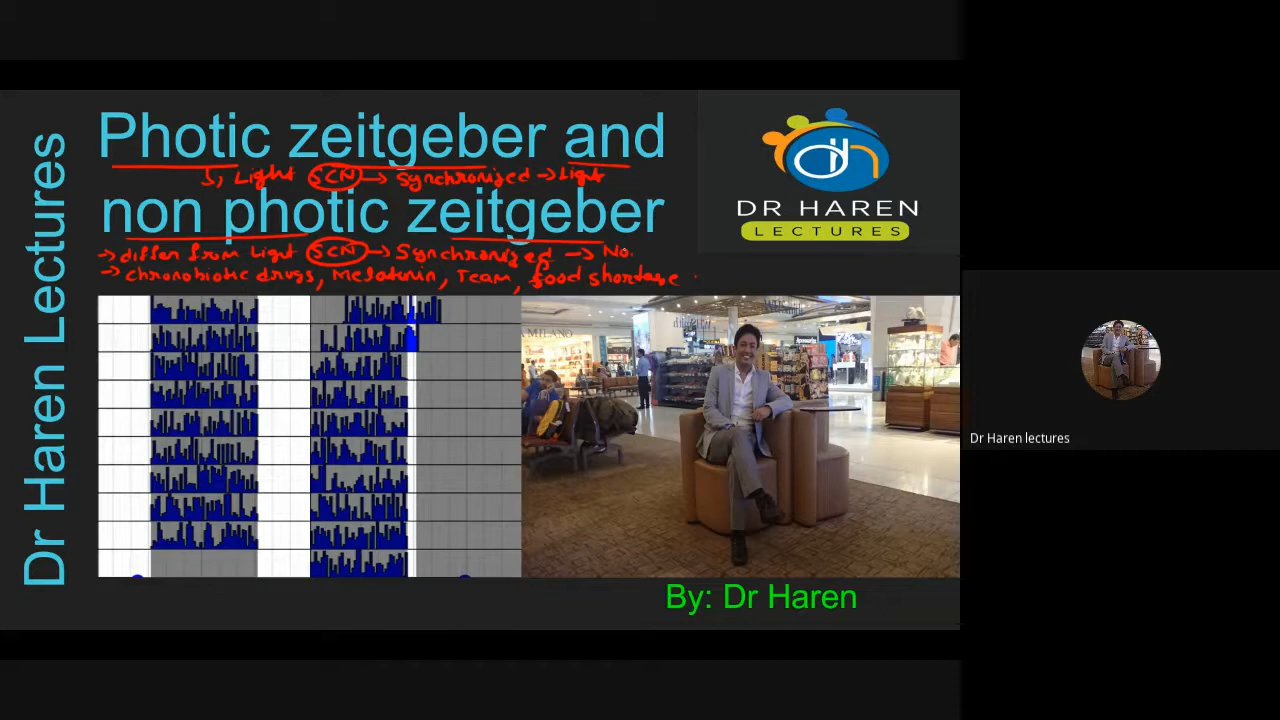 Dr Haren Lectures
Photic zeitgeber and
Light SCN → Synchronized → Light
non photic zeitgeber
→ differ from Light SCN → Synchronized → No.
→ chronobiotic drugs, Melatonin, Team, food shortage
DR HAREN
LECTURES
MILANO
By: Dr Haren
Dr Haren lectures